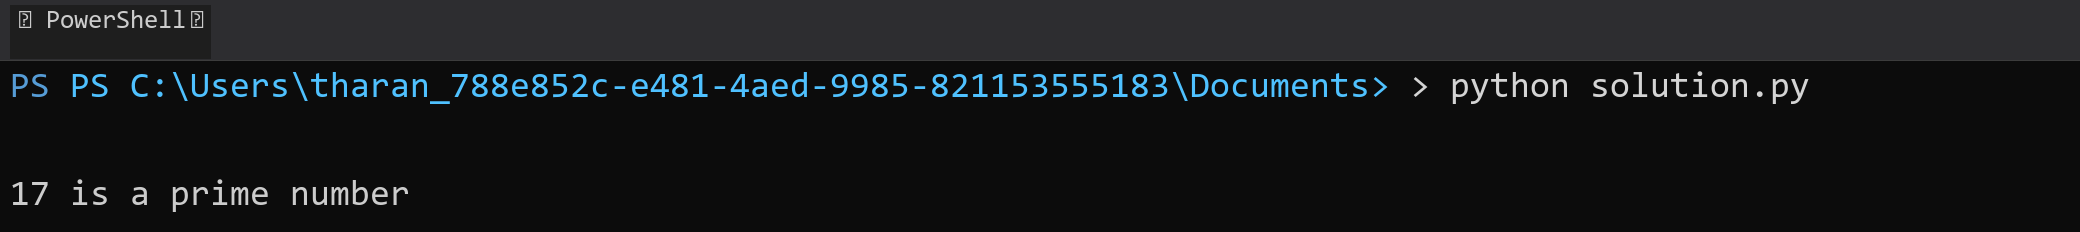 PowerShell
PS PS C:\Users\tharan_788e852c-e481-4aed-9985-821153555183\Documents> > python solution.py
17 is a prime number